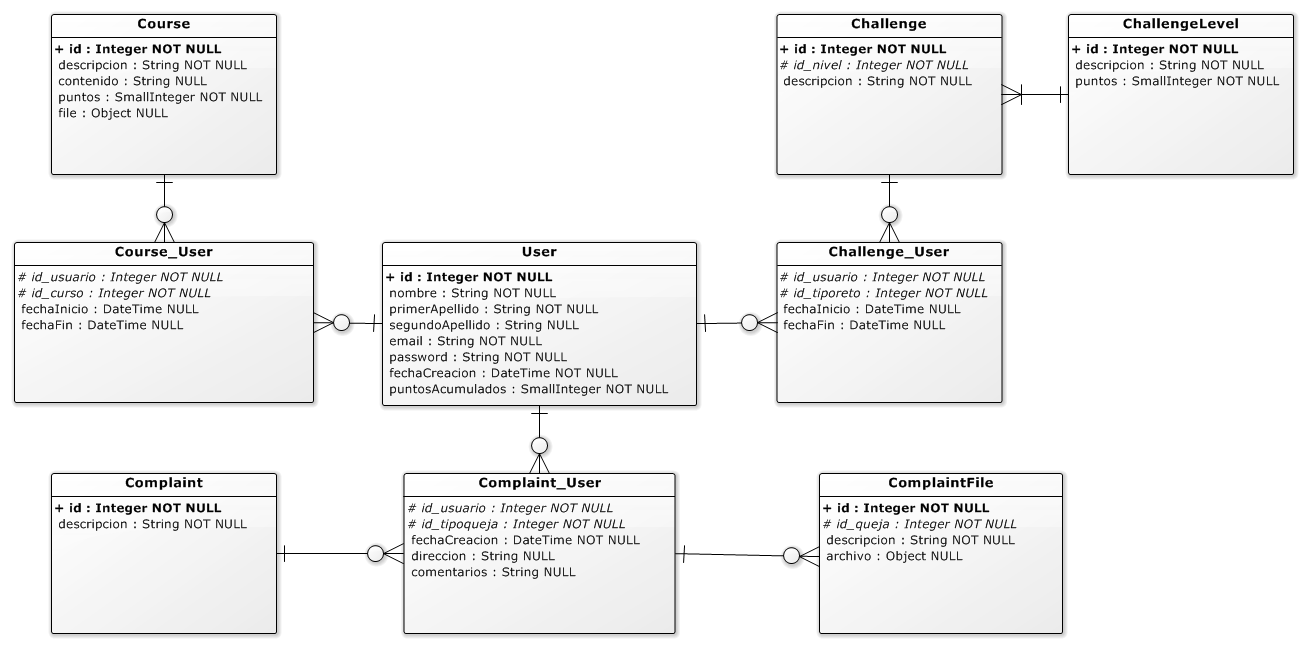 Course
+ id : Integer NOT NULL
descripcion : String NOT NULL
contenido : String NULL
puntos : SmallInteger NOT NULL
file : Object NULL
Challenge
+ id : Integer NOT NULL
# id_nivel : Integer NOT NULL
descripcion : String NOT NULL
ChallengeLevel
+ id : Integer NOT NULL
descripcion : String NOT NULL
puntos : SmallInteger NOT NULL
Course_User
# id_usuario : Integer NOT NULL
# id_curso : Integer NOT NULL
fechaInicio : DateTime NULL
fechaFin : DateTime NULL
User
+ id : Integer NOT NULL
nombre : String NOT NULL
primerApellido : String NOT NULL
segundoApellido : String NULL
email : String NOT NULL
password : String NOT NULL
fechaCreacion : DateTime NOT NULL
puntosAcumulados : SmallInteger NOT NULL
Challenge_User
# id_usuario : Integer NOT NULL
# id_tiporeto : Integer NOT NULL
fechaInicio : DateTime NULL
fechaFin : DateTime NULL
Complaint
+ id : Integer NOT NULL
descripcion : String NOT NULL
Complaint_User
# id_usuario : Integer NOT NULL
# id_tipoqueja : Integer NOT NULL
fechaCreacion : DateTime NOT NULL
direccion : String NULL
comentarios : String NULL
ComplaintFile
+ id : Integer NOT NULL
# id_queja : Integer NOT NULL
descripcion : String NOT NULL
archivo : Object NULL